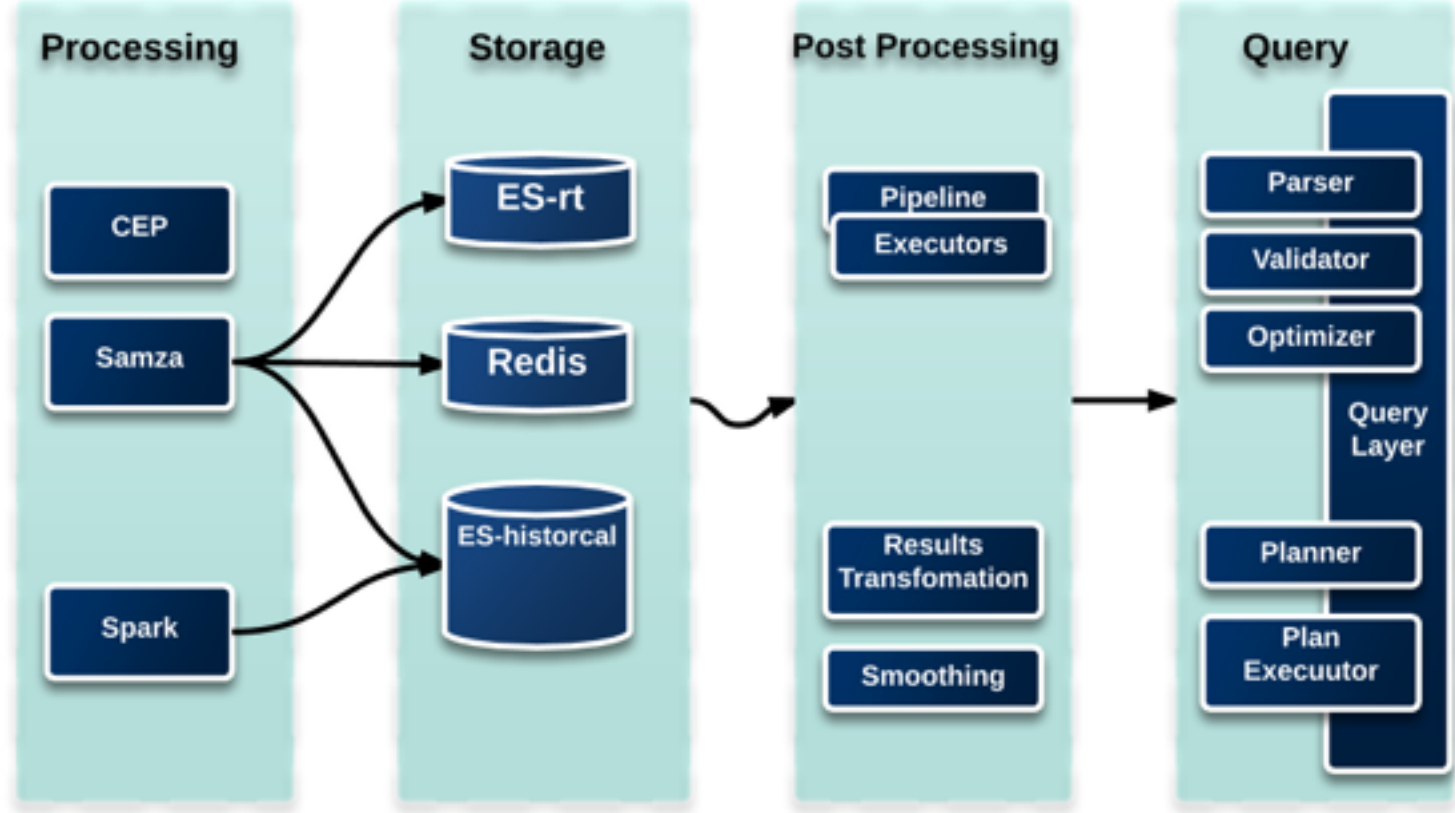 Processing
CEP
Samza
Spark
Storage
ES-rt
Redis
ES-historcal
Post Processing
Pipeline
Executors
Results
Transfomation
Smoothing
Query
Parser
Validator
Optimizer
Query
Layer
Planner
Plan
Execuutor